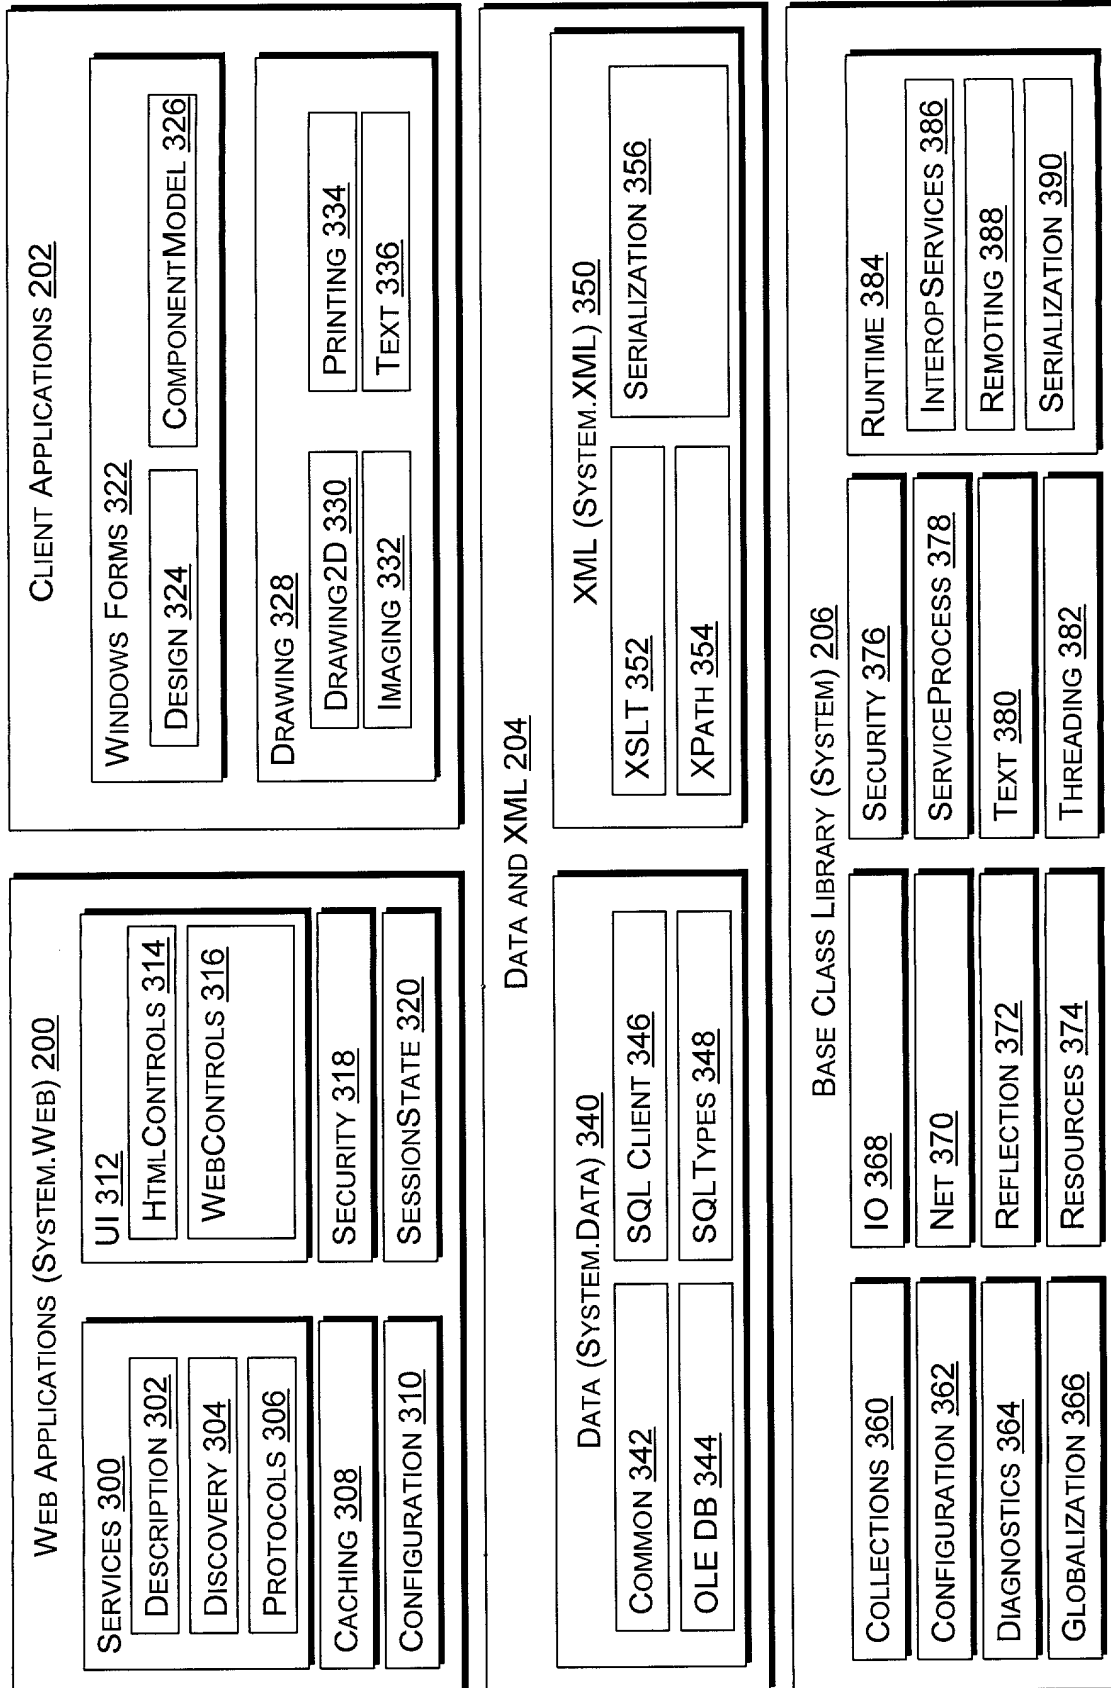 WEB APPLICATIONS (SYSTEM.WEB) 200
SERVICES 300
DESCRIPTION 302
DISCOVERY 304
PROTOCOLS 306
CACHING 308
CONFIGURATION 310
UI 312
HTMLCONTROLS 314
WEBCONTROLS 316
SECURITY 318
SESSIONSTATE 320
CLIENT APPLICATIONS 202
WINDOWS FORMS 322
DESIGN 324
COMPONENTMODEL 326
DRAWING 328
DRAWING2D 330
IMAGING 332
PRINTING 334
TEXT 336
DATA AND XML 204
DATA (SYSTEM.DATA) 340
COMMON 342
OLE DB 344
SQL CLIENT 346
SQLTYPES 348
XML (SYSTEM.XML) 350
XSLT 352
XPATH 354
SERIALIZATION 356
BASE CLASS LIBRARY (SYSTEM) 206
COLLECTIONS 360
CONFIGURATION 362
DIAGNOSTICS 364
GLOBALIZATION 366
IO 368
NET 370
REFLECTION 372
RESOURCES 374
SECURITY 376
SERVICEPROCESS 378
TEXT 380
THREADING 382
RUNTIME 384
INTEROPSERVICES 386
REMOTING 388
SERIALIZATION 390